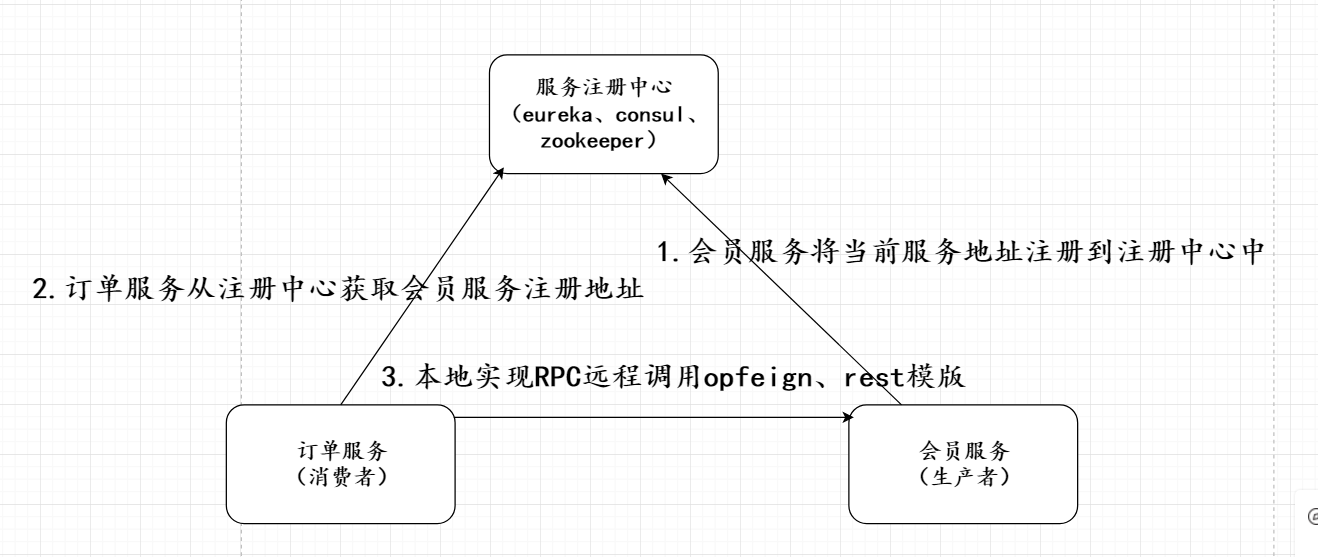 服务注册中心
（eureka、consul、
zookeeper）
1.会员服务将当前服务地址注册到注册中心中
2.订单服务从注册中心获取会员服务注册地址
3.本地实现RPC远程调用opfeign、rest模版
订单服务
（消费者）
会员服务
（生产者）